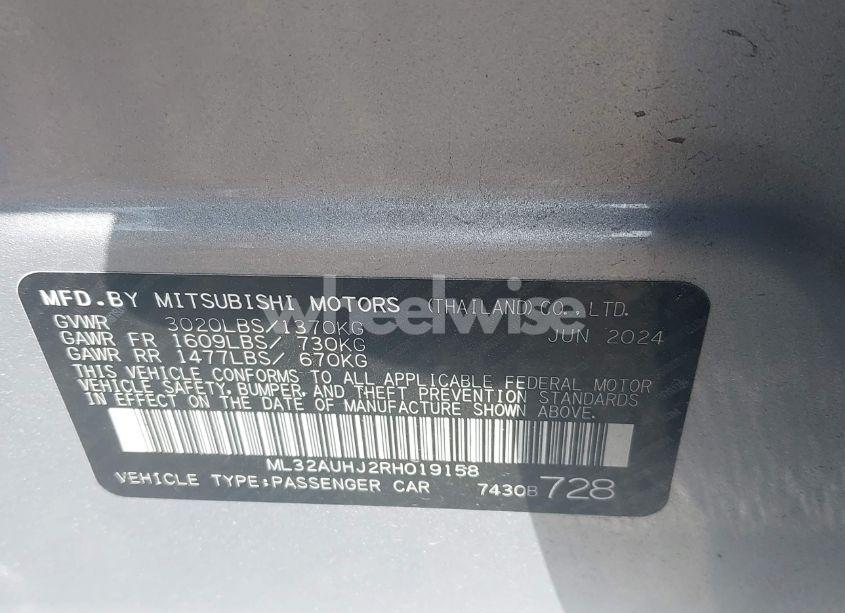 MFD.BY MITSUBISHI MOTORS (THAILAND)CO.,LTD.
GVWR 3020LBS/1370KG JUN 2024
GAWR FR 1609LBS/ 730KG
GAWR RR 1477LBS/ 670KG
THIS VEHICLE CONFORMS TO ALL APPLICABLE FEDERAL MOTOR
VEHICLE SAFETY, BUMPER,AND THEFT PREVENTION STANDARDS
IN EFFECT ON THE DATE OF MANUFACTURE SHOWN ABOVE.
ML32AUHJ2RH019158
VEHICLE TYPE:PASSENGER CAR 7430B 728
wheelwise